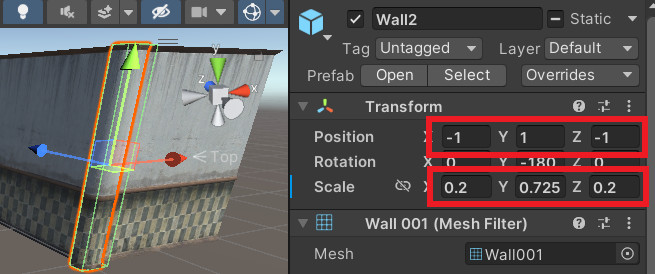 y
z
x
Top
Wall2
Static
Tag Untagged Layer Default
Prefab Open Select Overrides
Transform
Position X -1 Y 1 Z -1
Rotation X 0 Y -180 Z 0
Scale X 0.2 Y 0.725 Z 0.2
Wall 001 (Mesh Filter)
Mesh Wall001